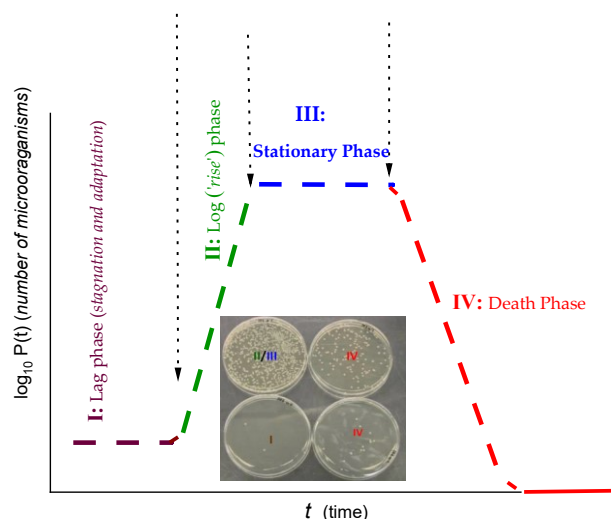 log10 P(t) (number of microoraganisms)
I: Lag phase (stagnation and adaptation)
II: Log ('rise') phase
III:
Stationary Phase
IV: Death Phase
II/III
IV
I
IV
t (time)